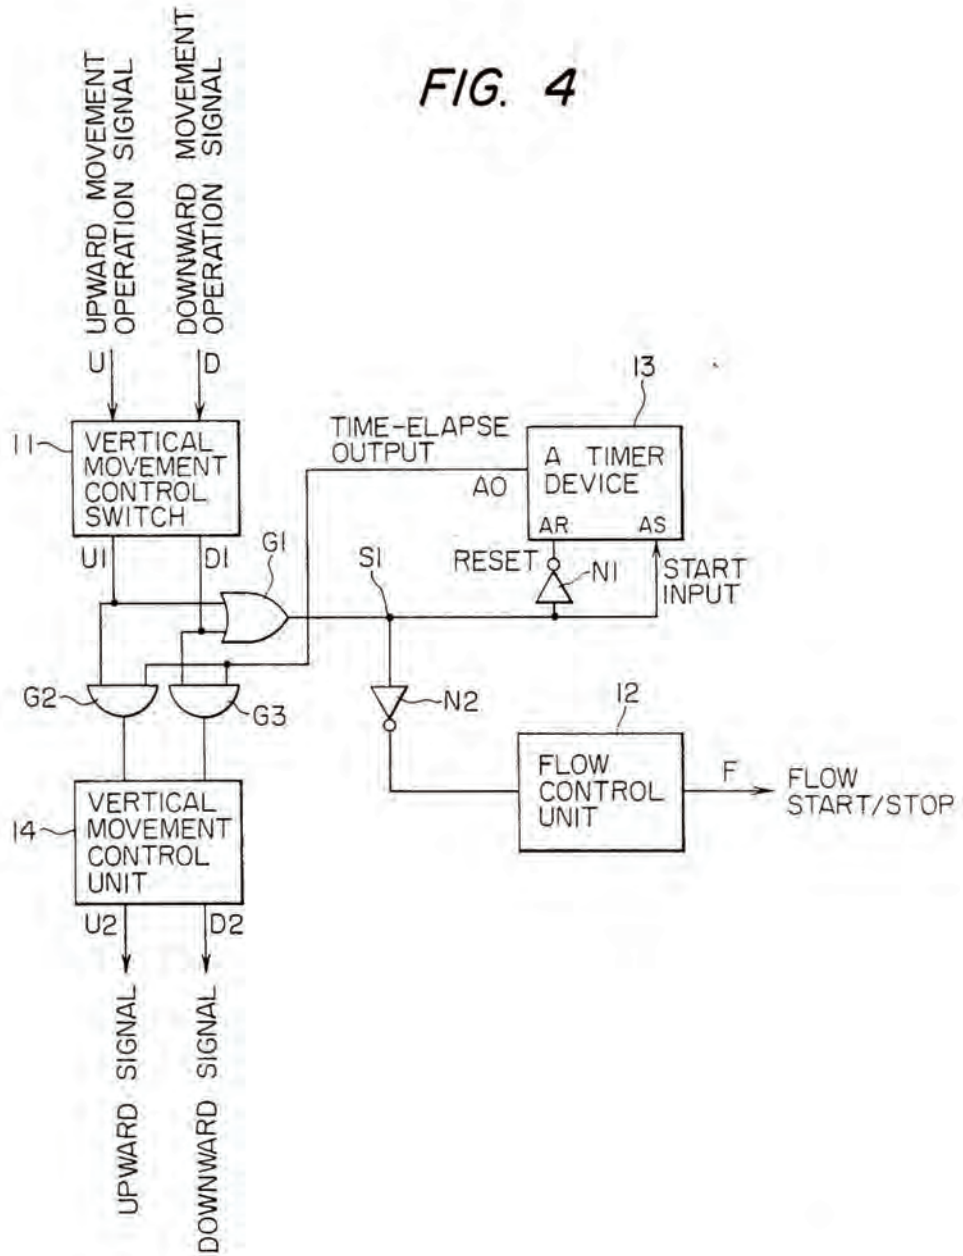 FIG. 4
UPWARD MOVEMENT
OPERATION SIGNAL
DOWNWARD MOVEMENT
OPERATION SIGNAL
U
D
11
VERTICAL
MOVEMENT
CONTROL
SWITCH
U1
D1
G1
TIME-ELAPSE
OUTPUT
AO
13
A TIMER
DEVICE
AR
AS
RESET
N1
START
INPUT
S1
G2
G3
N2
12
FLOW
CONTROL
UNIT
F
FLOW
START/STOP
14
VERTICAL
MOVEMENT
CONTROL
UNIT
U2
D2
UPWARD SIGNAL
DOWNWARD SIGNAL